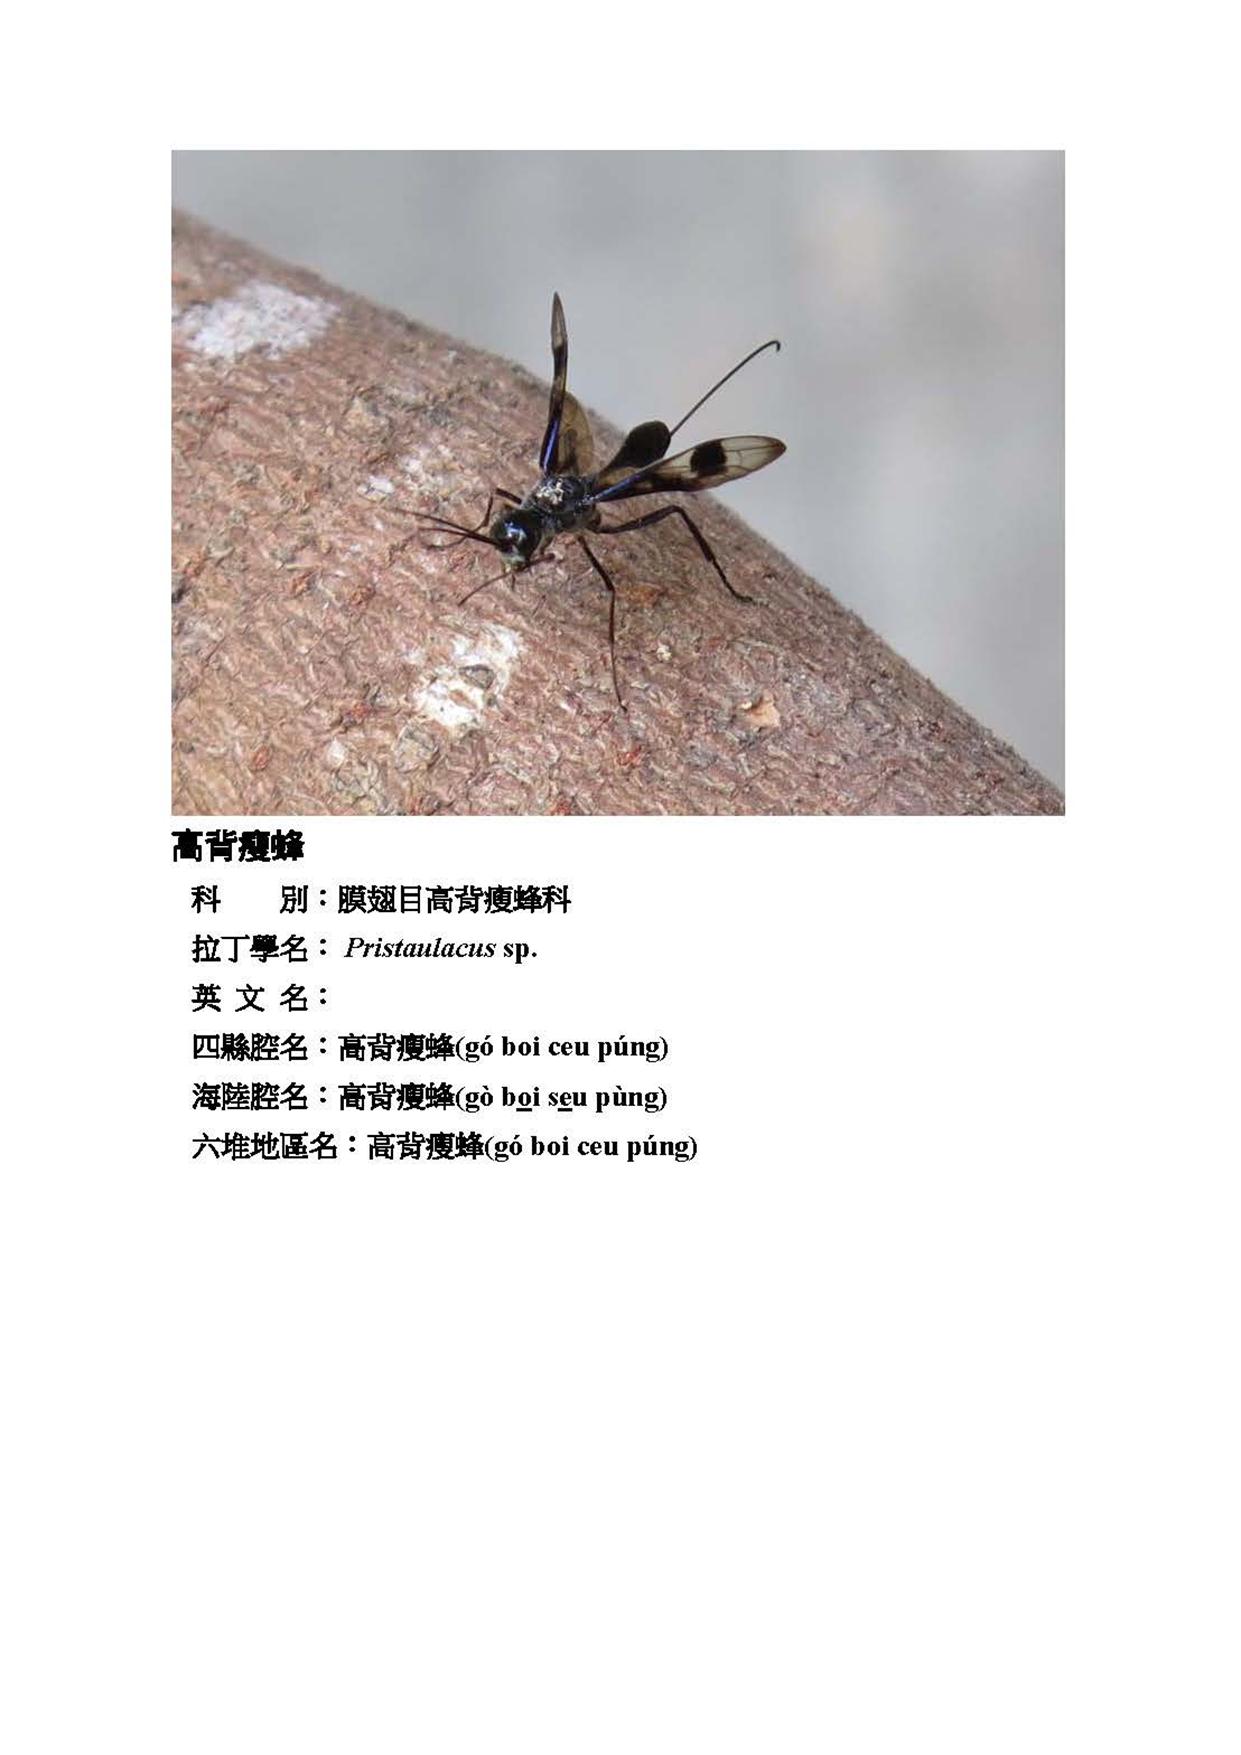 高背瘦蜂
科　　別：膜翅目高背瘦蜂科
拉丁學名： Pristaulacus sp.
英 文 名：
四縣腔名：高背瘦蜂(gó boi ceu púng)
海陸腔名：高背瘦蜂(gò boi seu pùng)
六堆地區名：高背瘦蜂(gó boi ceu púng)